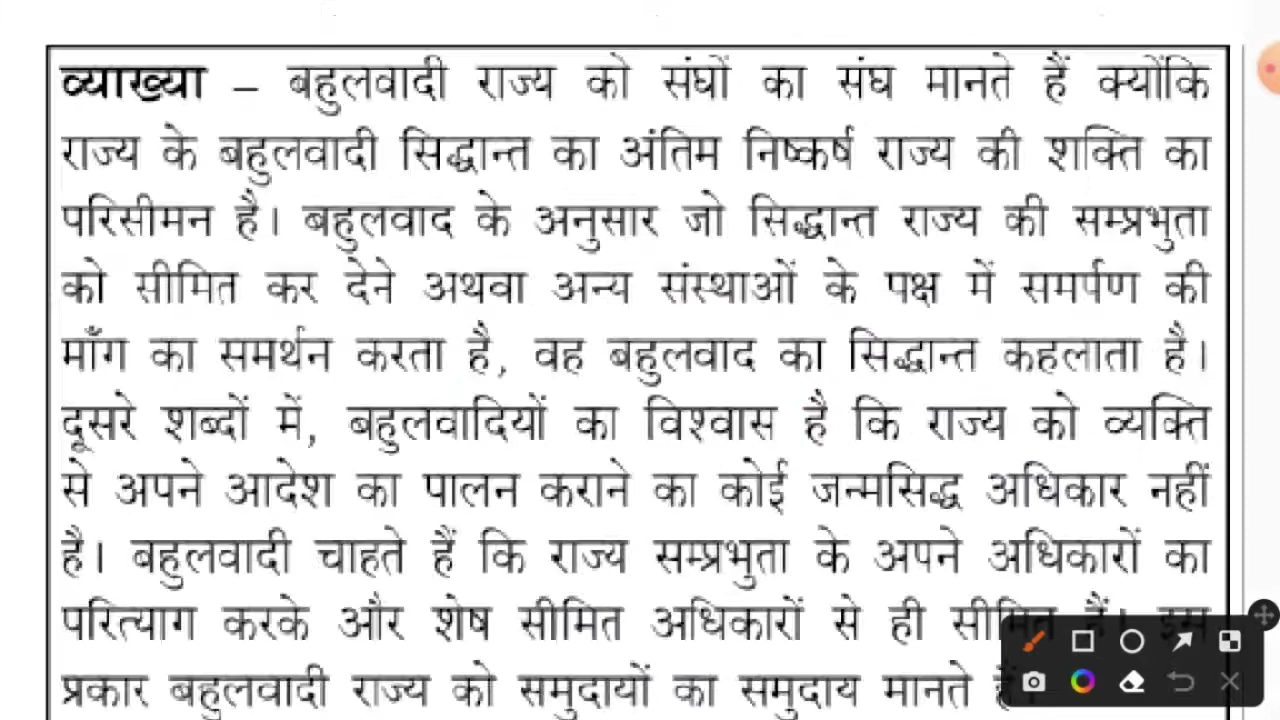 व्याख्या – बहुलवादी राज्य को संघों का संघ मानते हैं क्योंकि
राज्य के बहुलवादी सिद्धान्त का अंतिम निष्कर्ष राज्य की शक्ति का
परिसीमन है। बहुलवाद के अनुसार जो सिद्धान्त राज्य की सम्प्रभुता
को सीमित कर देने अथवा अन्य संस्थाओं के पक्ष में समर्पण की
माँग का समर्थन करता है, वह बहुलवाद का सिद्धान्त कहलाता है।
दूसरे शब्दों में, बहुलवादियों का विश्वास है कि राज्य को व्यक्ति
से अपने आदेश का पालन कराने का कोई जन्मसिद्ध अधिकार नहीं
है। बहुलवादी चाहते हैं कि राज्य सम्प्रभुता के अपने अधिकारों का
परित्याग करके और शेष सीमित अधिकारों से ही सीमित हैं। इस
प्रकार बहुलवादी राज्य को समुदायों का समुदाय मानते